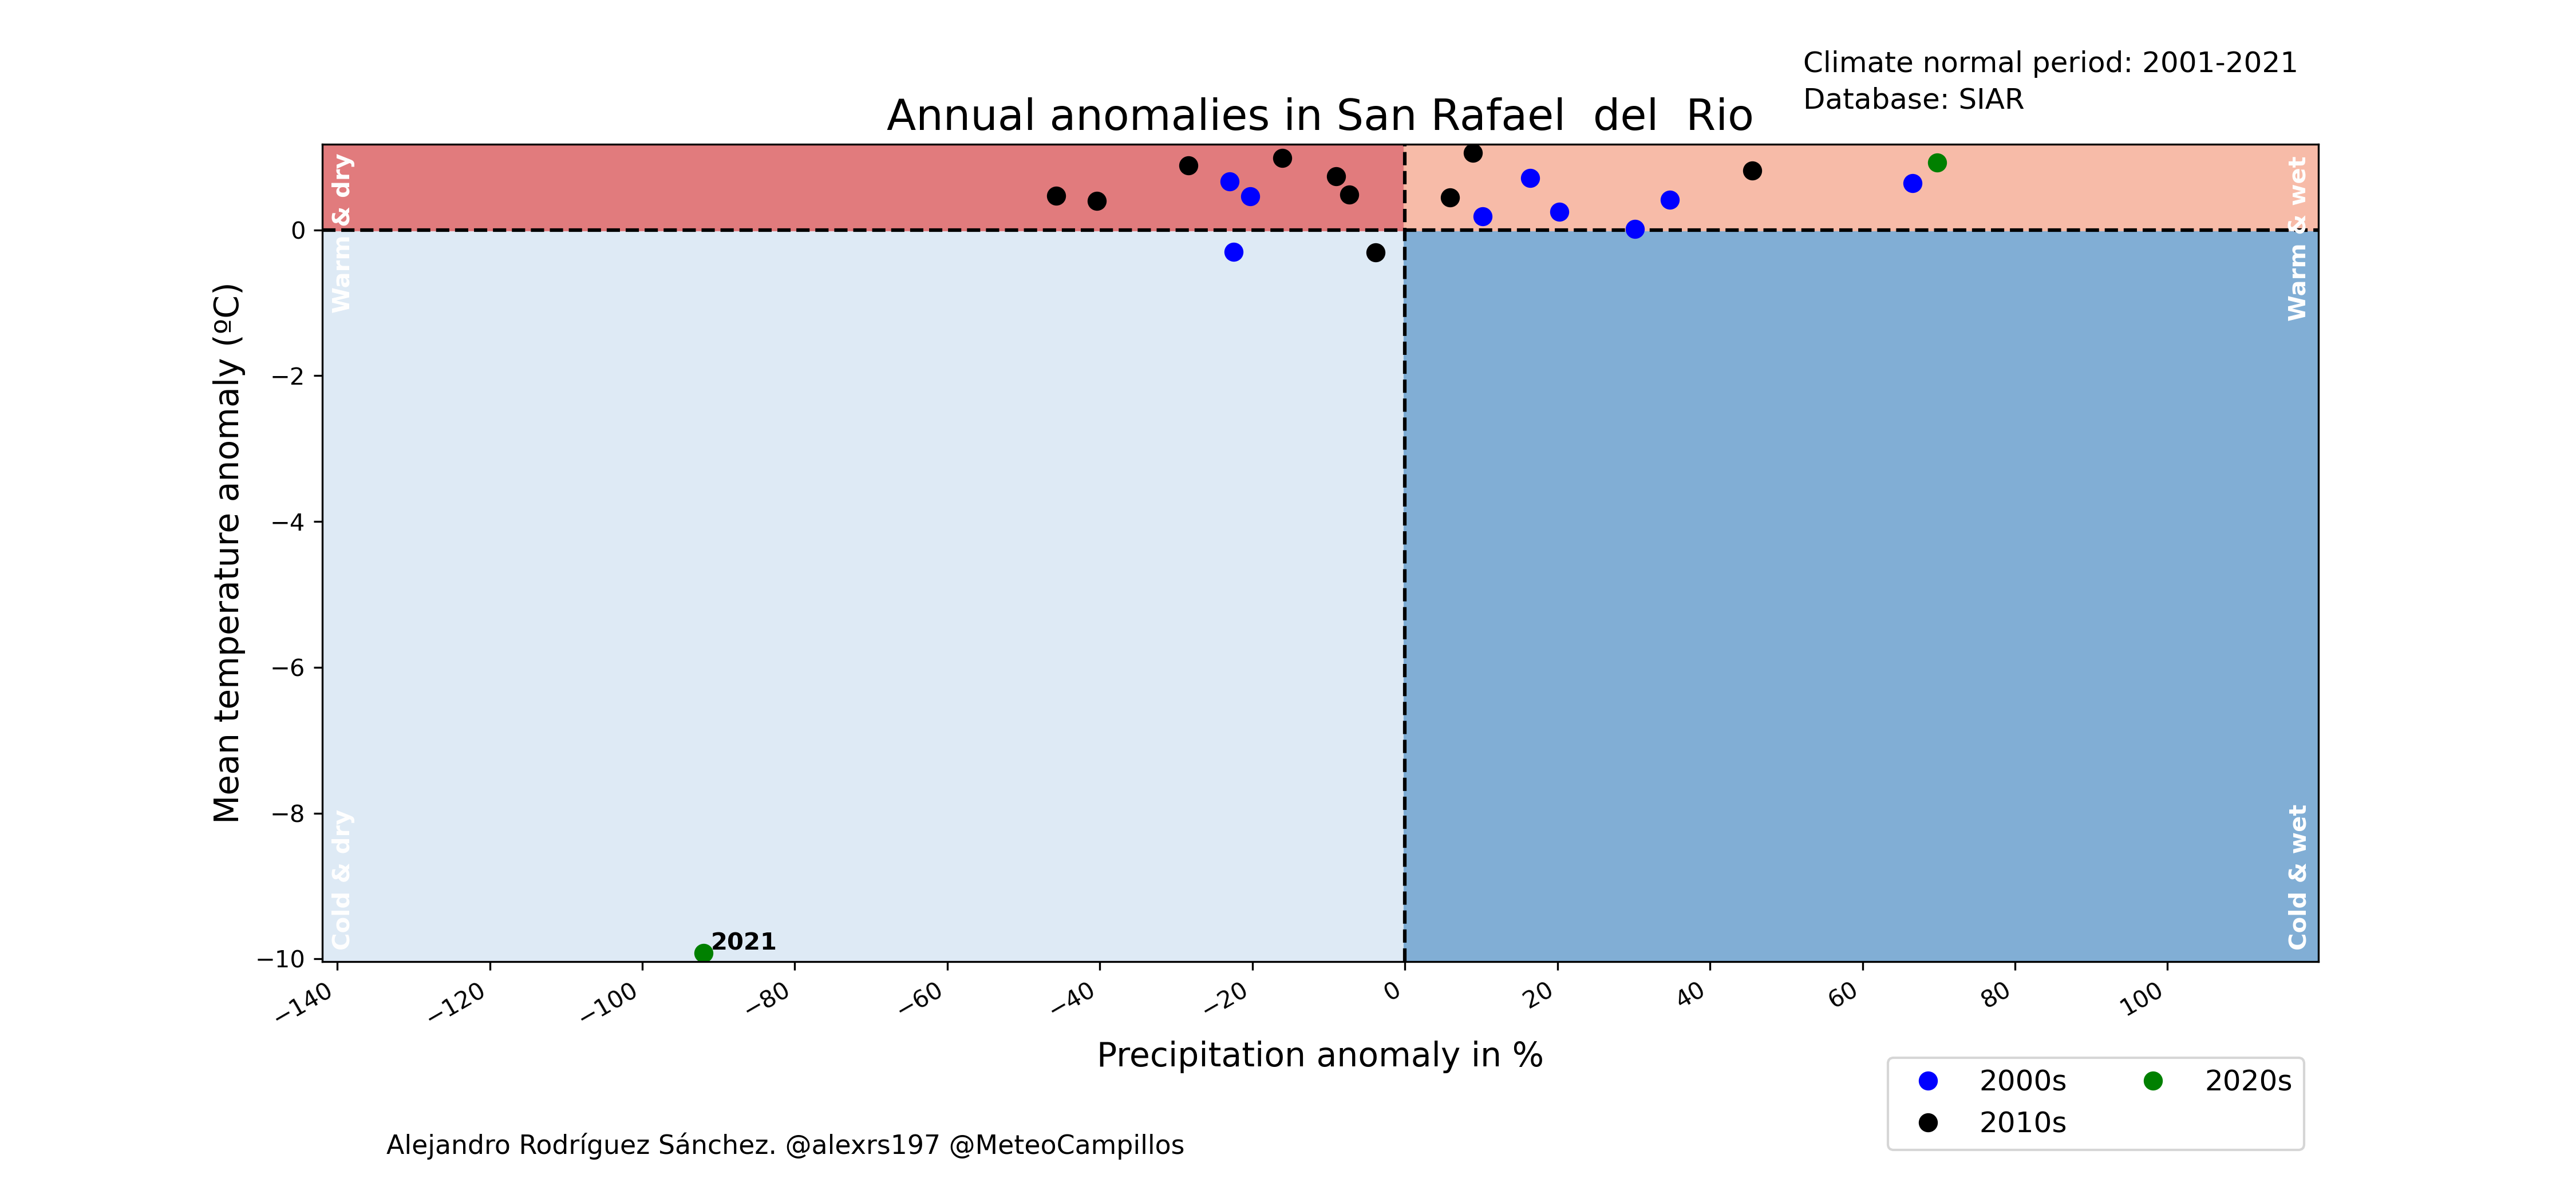 Climate normal period: 2001-2021
Database: SIAR
Annual anomalies in San Rafael  del  Rio
Warm & dry
Warm & wet
Cold & dry
Cold & wet
Mean temperature anomaly (ºC)
0
−2
−4
−6
−8
−10
2021
−140
−120
−100
−80
−60
−40
−20
0
20
40
60
80
100
Precipitation anomaly in %
2000s
2010s
2020s
Alejandro Rodríguez Sánchez. @alexrs197 @MeteoCampillos